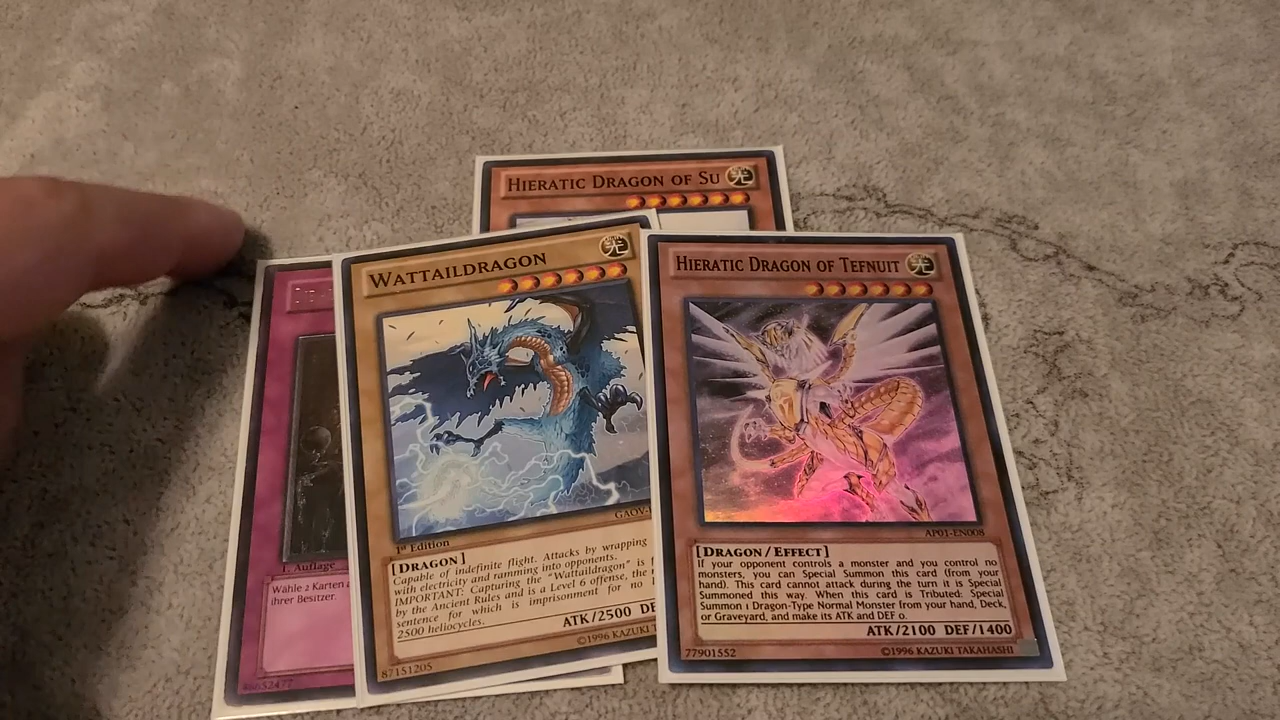 HIERATIC DRAGON OF SU
光
WATTAILDRAGON
光
GAOV-
1st Edition
[DRAGON]
Capable of indefinite flight. Attacks by wrapping
with electricity and ramming into opponents.
IMPORTANT: Capturing the "Wattaildragon" is
by the Ancient Rules and is a Level 6 offense, the
sentence for which is imprisonment for no
2500 heliocycles.
ATK/2500 DE
87151205
©1996 KAZUKI T
HIERATIC DRAGON OF TEFNUIT
光
AP01-EN008
[DRAGON/EFFECT]
If your opponent controls a monster and you control no
monsters, you can Special Summon this card (from your
hand). This card cannot attack during the turn it is Special
Summoned this way. When this card is Tributed: Special
Summon 1 Dragon-Type Normal Monster from your hand, Deck,
or Graveyard, and make its ATK and DEF 0.
ATK/2100 DEF/1400
77901552
©1996 KAZUKI TAKAHASHI
1. Auflage
Wähle 2 Karten
ihrer Besitzer.